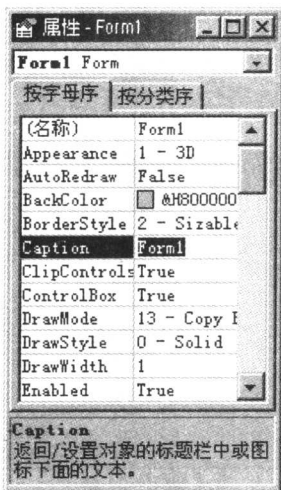 属性 - Form1
Form1 Form
按字母序 按分类序
(名称) Form1
Appearance 1 - 3D
AutoRedraw False
BackColor &H800000
BorderStyle 2 - Sizable
Caption Form1
ClipControls True
ControlBox True
DrawMode 13 - Copy
DrawStyle 0 - Solid
DrawWidth 1
Enabled True
Caption
返回/设置对象的标题栏中或图
标下面的文本。